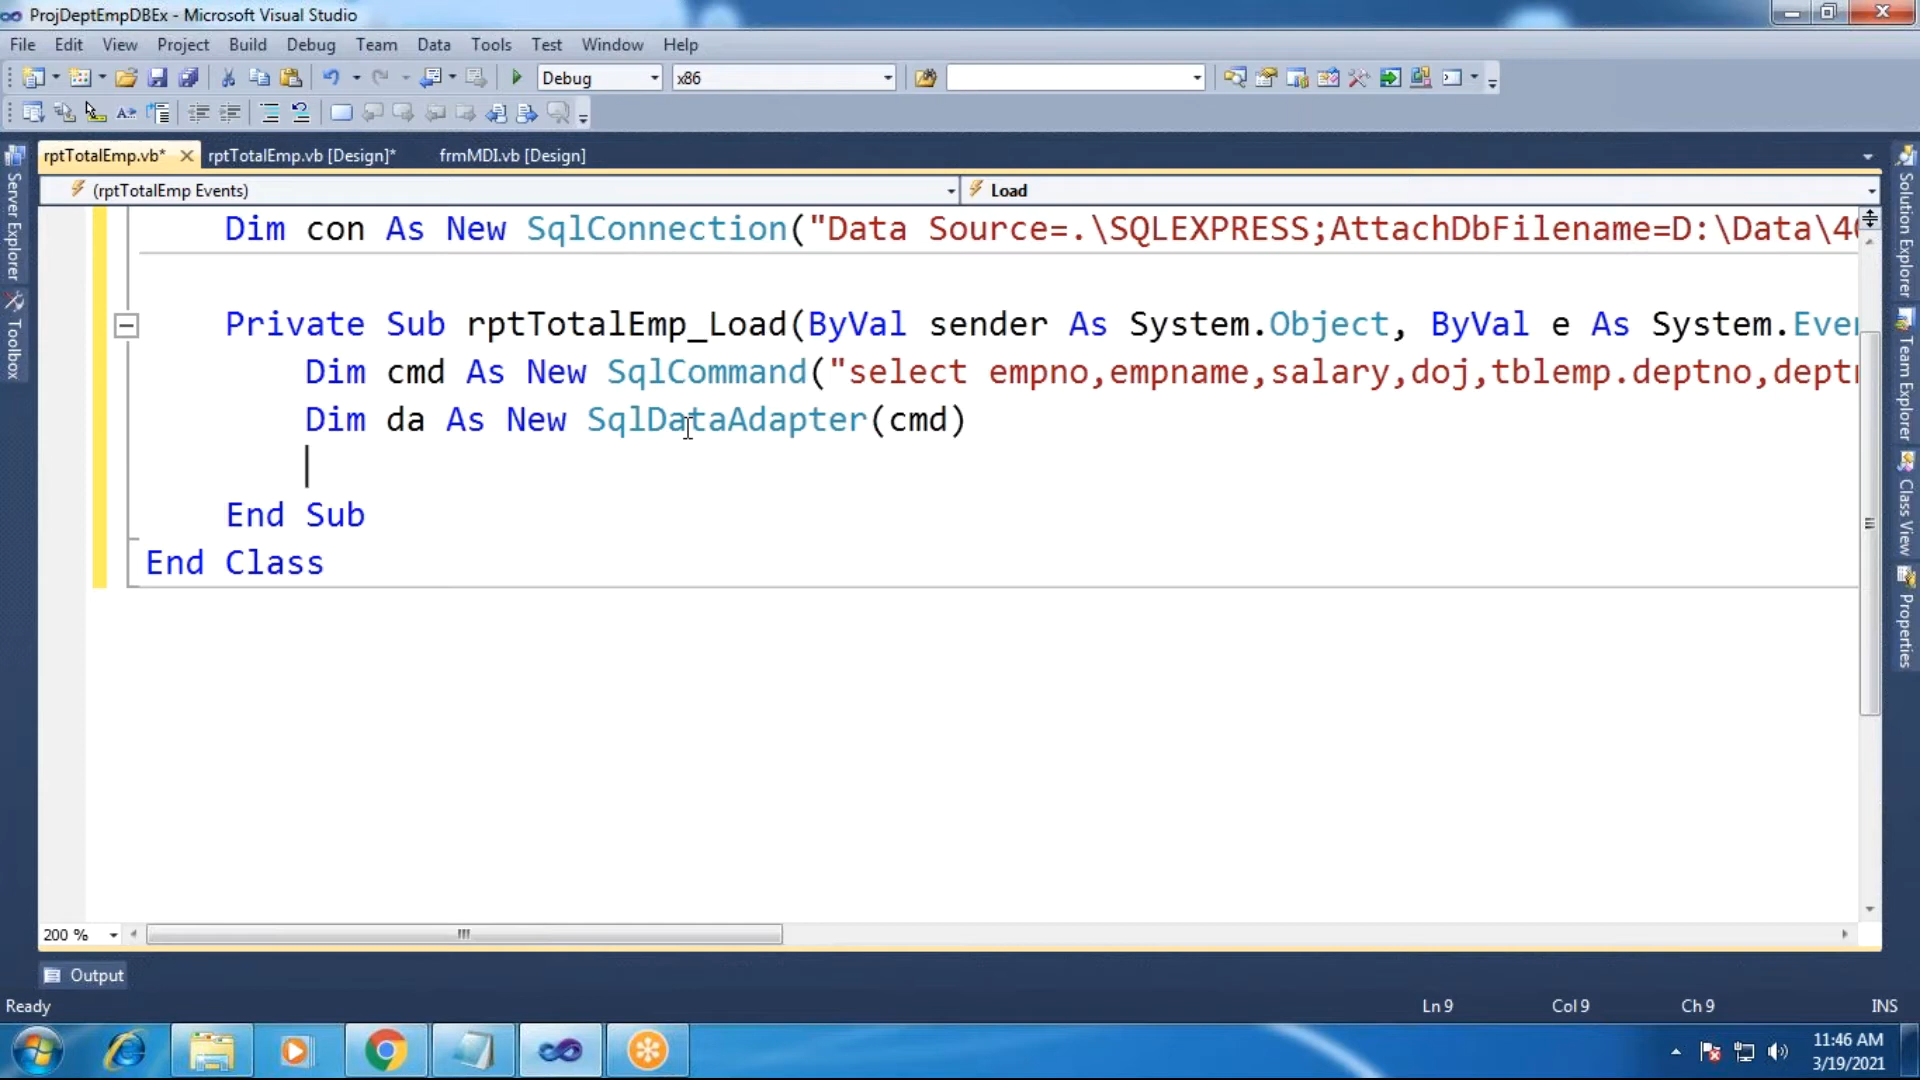 ProjDeptEmpDBEx - Microsoft Visual Studio
File Edit View Project Build Debug Team Data Tools Test Window Help
Debug x86
rptTotalEmp.vb* rptTotalEmp.vb [Design]* frmMDI.vb [Design]
(rptTotalEmp Events) Load
Dim con As New SqlConnection("Data Source=.\SQLEXPRESS;AttachDbFilename=D:\Data\40
Private Sub rptTotalEmp_Load(ByVal sender As System.Object, ByVal e As System.Even
Dim cmd As New SqlCommand("select empno,empname,salary,doj,tblemp.deptno,deptn
Dim da As New SqlDataAdapter(cmd)
End Sub
End Class
200 %
Server Explorer
Toolbox
Solution Explorer
Team Explorer
Class View
Properties
Output
Ready Ln 9 Col 9 Ch 9 INS
11:46 AM
3/19/2021